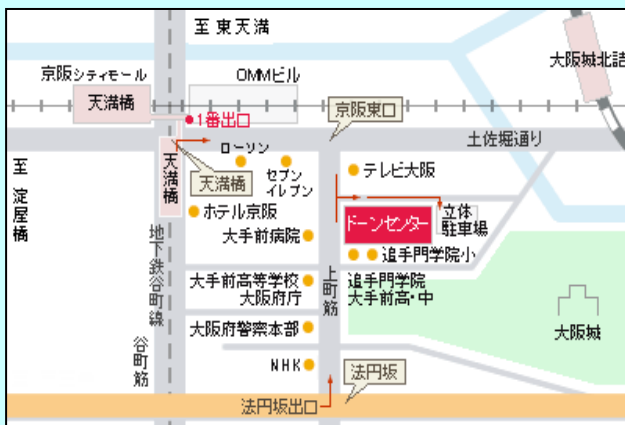 至 東天満
京阪シティモール
OMMビル
大阪城北詰
天満橋
1番出口
京阪東口
土佐堀通り
ローソン
至 淀屋橋
天満橋
天満橋
セブン
イレブン
テレビ大阪
ホテル京阪
ドーンセンター
立体
駐車場
大手前病院
追手門学院小
地下鉄谷町線
大手前高等学校
大阪府庁
上町筋
追手門学院
大手前高・中
大阪府警察本部
大阪城
谷町筋
NHK
法円坂
法円坂出口